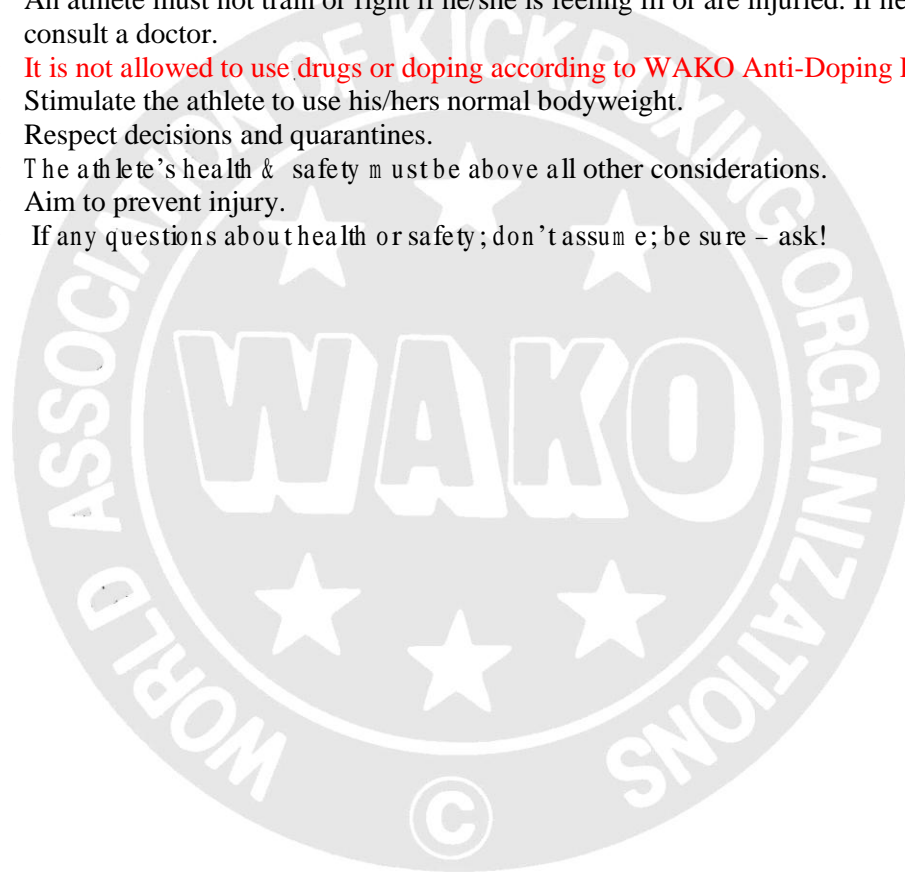 An athlete must not train or fight if he/she is feeling ill or are injuried. If
consult a doctor.
It is not allowed to use drugs or doping according to WAKO Anti-Doping
Stimulate the athlete to use his/hers normal bodyweight.
Respect decisions and quarantines.
The athlete’s health & safety must be above all other considerations.
Aim to prevent injury.
If any questions about health or safety; don’t assume; be sure – ask!
WORLD ASSOCIATION OF KICKBOXING ORGANIZATIONS
WAKO
©